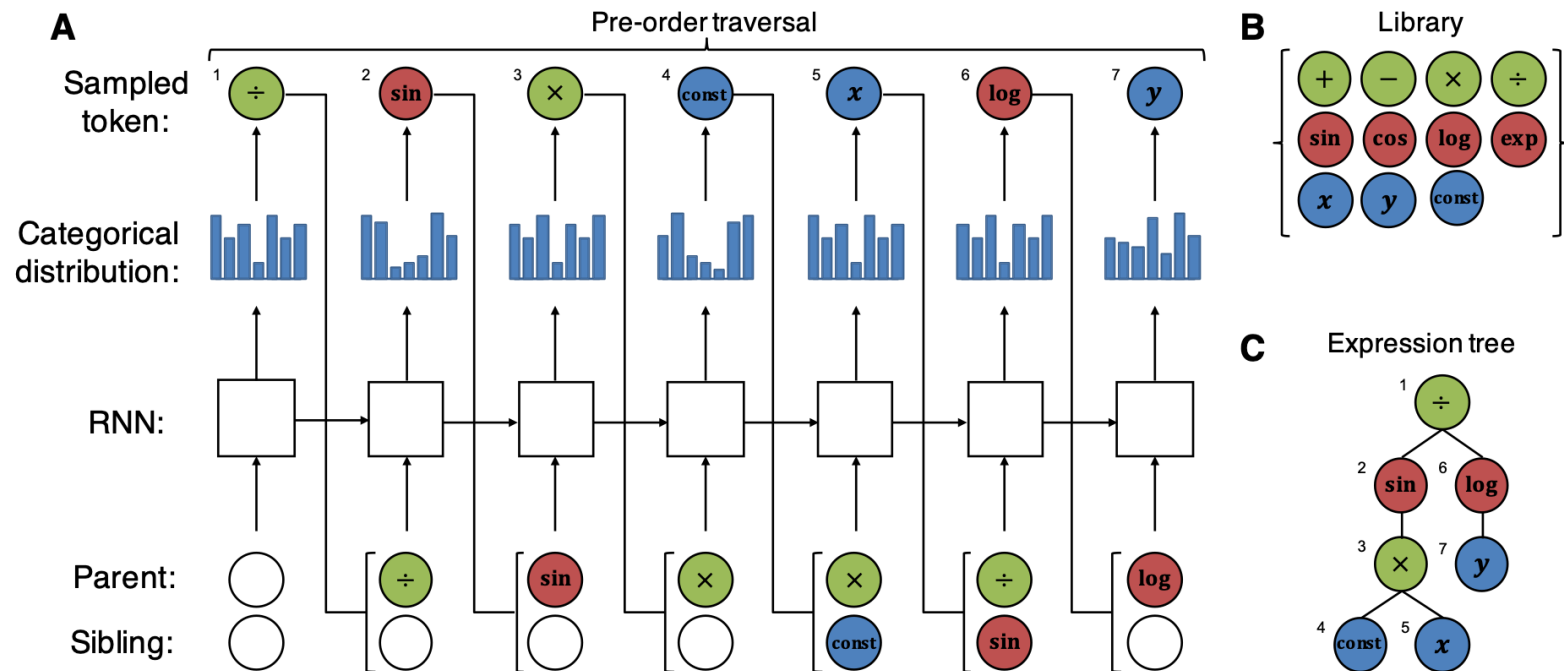 A
Pre-order traversal
Sampled token:
1 ÷
2 sin
3 ×
4 const
5 x
6 log
7 y
Categorical distribution:
RNN:
Parent:
÷ sin × × ÷ log
Sibling:
const sin
B
Library
+ − × ÷
sin cos log exp
x y const
C
Expression tree
1 ÷
2 sin 6 log
3 × 7 y
4 const 5 x